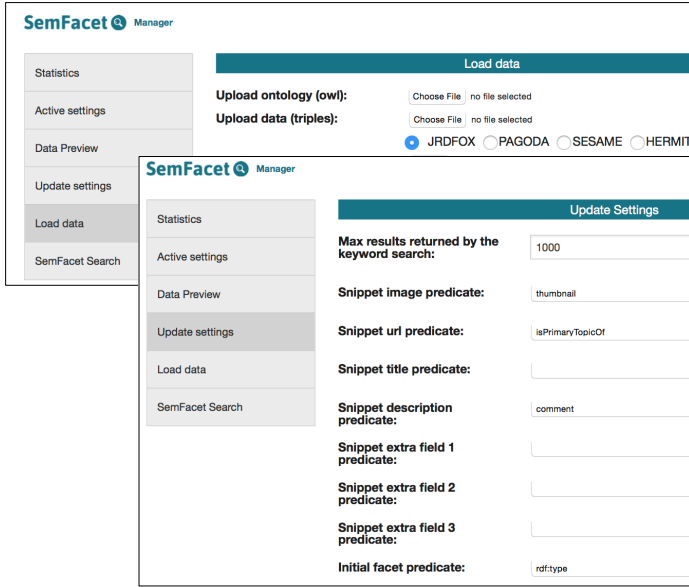 SemFacet Manager
Statistics
Active settings
Data Preview
Update settings
Load data
SemFacet Search
Load data
Upload ontology (owl): Choose File no file selected
Upload data (triples): Choose File no file selected
JRDFOX PAGODA SESAME HERMIT
SemFacet Manager
Statistics
Active settings
Data Preview
Update settings
Load data
SemFacet Search
Update Settings
Max results returned by the
keyword search: 1000
Snippet image predicate: thumbnail
Snippet url predicate: isPrimaryTopicOf
Snippet title predicate:
Snippet description
predicate: comment
Snippet extra field 1
predicate:
Snippet extra field 2
predicate:
Snippet extra field 3
predicate:
Initial facet predicate: rdf:type